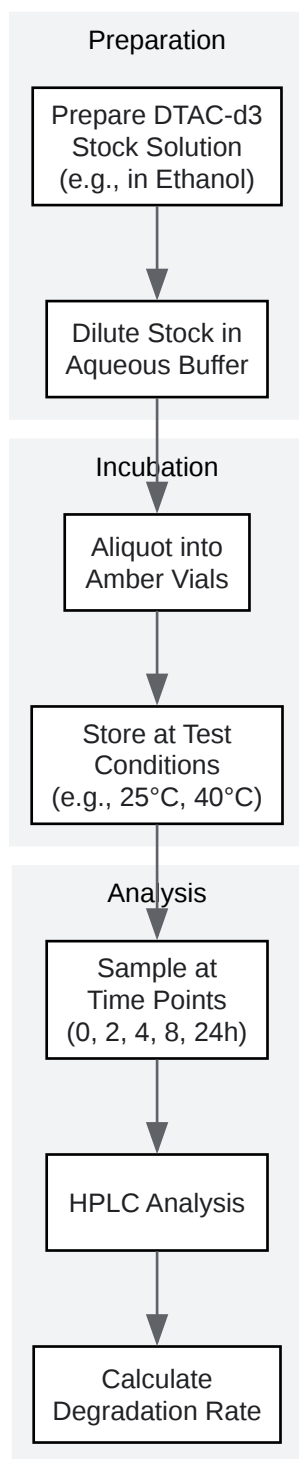 Preparation
Prepare DTAC-d3
Stock Solution
(e.g., in Ethanol)
Dilute Stock in
Aqueous Buffer
Incubation
Aliquot into
Amber Vials
Store at Test
Conditions
(e.g., 25°C, 40°C)
Analysis
Sample at
Time Points
(0, 2, 4, 8, 24h)
HPLC Analysis
Calculate
Degradation Rate